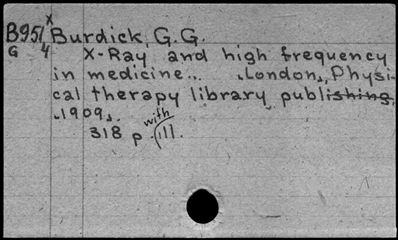 x
B951 Burdick, G.G.
G 4 X-Ray and high frequency
in medicine... [London], Physi-
cal therapy library publishing,
[1909].
with
318 p. (ill.